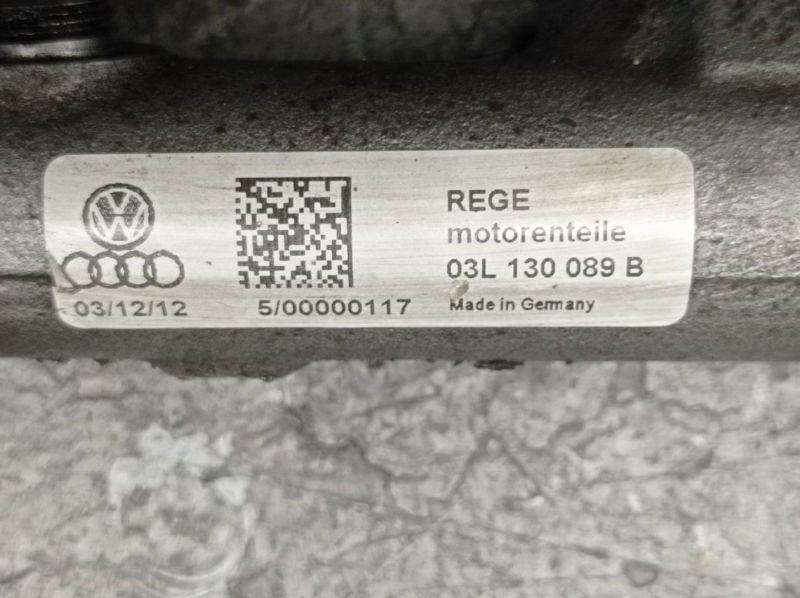 REGE
motorenteile
03L 130 089 B
03/12/12
5/00000117
Made in Germany